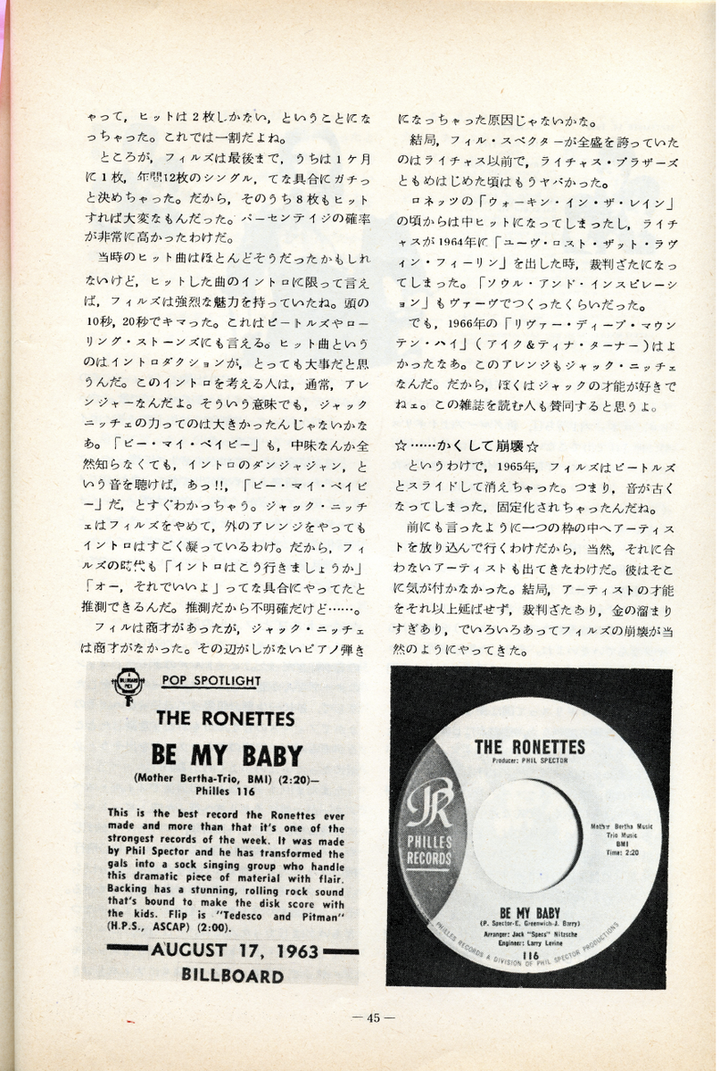 ゃって，ヒットは２枚しかない，ということにな
っちゃった。これでは一割だよね。
　ところが，フィルズは最後まで，うちは１ケ月
に１枚，年間12枚のシングル，てな具合にガチっ
と決めちゃった。だから，そのうち８枚もヒット
すれば大変なもんだった。パーセンテイジの確率
が非常に高かったわけだ。
　当時のヒット曲はほとんどそうだったかもしれ
ないけど，ヒットした曲のイントロに限って言え
ば，フィルズは強烈な魅力を持っていたね。頭の
10秒，20秒でキマった。これはビートルズやロー
リング・ストーンズにも言える。ヒット曲という
のはイントロダクションが，とっても大事だと思
うんだ。このイントロを考える人は，通常，アレ
ンジャーなんだよ。そういう意味でも，ジャック
ニッチェの力ってのは大きかったんじゃないかな
あ。「ビー・マイ・ベイビー」も，中味なんか全
然知らなくても，イントロのダンジャジャン，と
いう音を聴けば，あっ!!，「ビー・マイ・ベイビ
ー」だ，とすぐわかっちゃう。ジャック・ニッチ
ェはフィルズをやめて，外のアレンジをやっても
イントロはすごく凝っているわけ。だから，フィ
ルズの時代も「イントロはこう行きましょうか」
「オー，それでいいよ」ってな具合にやってたと
推測できるんだ。推測だから不明確だけど……。
　フィルは商才があったが，ジャック・ニッチェ
は商才がなかった。その辺がしがないピアノ弾き
になっちゃった原因じゃないかな。
　結局，フィル・スペクターが全盛を誇っていた
のはライチャス以前で，ライチャス・ブラザーズ
ともめはじめた頃はもうヤバかった。
　ロネッツの「ウォーキン・イン・ザ・レイン」
の頃からは中ヒットになってしまったし，ライチ
ャスが1964年に「ユーヴ・ロスト・ザット・ラヴ
ィン・フィーリン」を出した時，裁判ざたになっ
てしまった。「ソウル・アンド・インスピレーシ
ョン」もヴァーヴでつくったくらいだった。
　でも，1966年の「リヴァー・ディープ・マウン
テン・ハイ」（アイク＆ティナ・ターナー）はよ
かったなあ。このアレンジもジャック・ニッチェ
なんだ。だから，ぼくはジャックの才能が好きで
ねェ。この雑誌を読む人も賛同すると思うよ。
☆……かくして崩壊☆
　というわけで，1965年，フィルズはビートルズ
とスライドして消えちゃった。つまり，音が古く
なってしまった，固定化されちゃったんだね。
　前にも言ったように一つの枠の中へアーティス
トを放り込んで行くわけだから，当然，それに合
わないアーティストも出てきたわけだ。彼はそこ
に気が付かなかった。結局，アーティストの才能
をそれ以上延ばせず，裁判ざたあり，金の溜まり
すぎあり，でいろいろあってフィルズの崩壊が当
然のようにやってきた。
POP SPOTLIGHT
THE RONETTES
BE MY BABY
(Mother Bertha-Trio, BMI) (2:20)—
Philles 116
This is the best record the Ronettes ever
made and more than that it's one of the
strongest records of the week. It was made
by Phil Spector and he has transformed the
gals into a sock singing group who handle
this dramatic piece of material with flair.
Backing has a stunning, rolling rock sound
that's bound to make the disk score with
the kids. Flip is "Tedesco and Pitman"
(H.P.S., ASCAP) (2:00).
AUGUST 17, 1963
BILLBOARD
THE RONETTES
Producer: PHIL SPECTOR
PHILLES
RECORDS
Mother Bertha Music
Trio Music
BMI
Time: 2:20
BE MY BABY
(P. Spector-E. Greenwich-J. Barry)
Arranger: Jack "Specs" Nitzsche
Engineer: Larry Levine
116
PHILLES RECORDS A DIVISION OF PHIL SPECTOR PRODUCTIONS
— 45 —